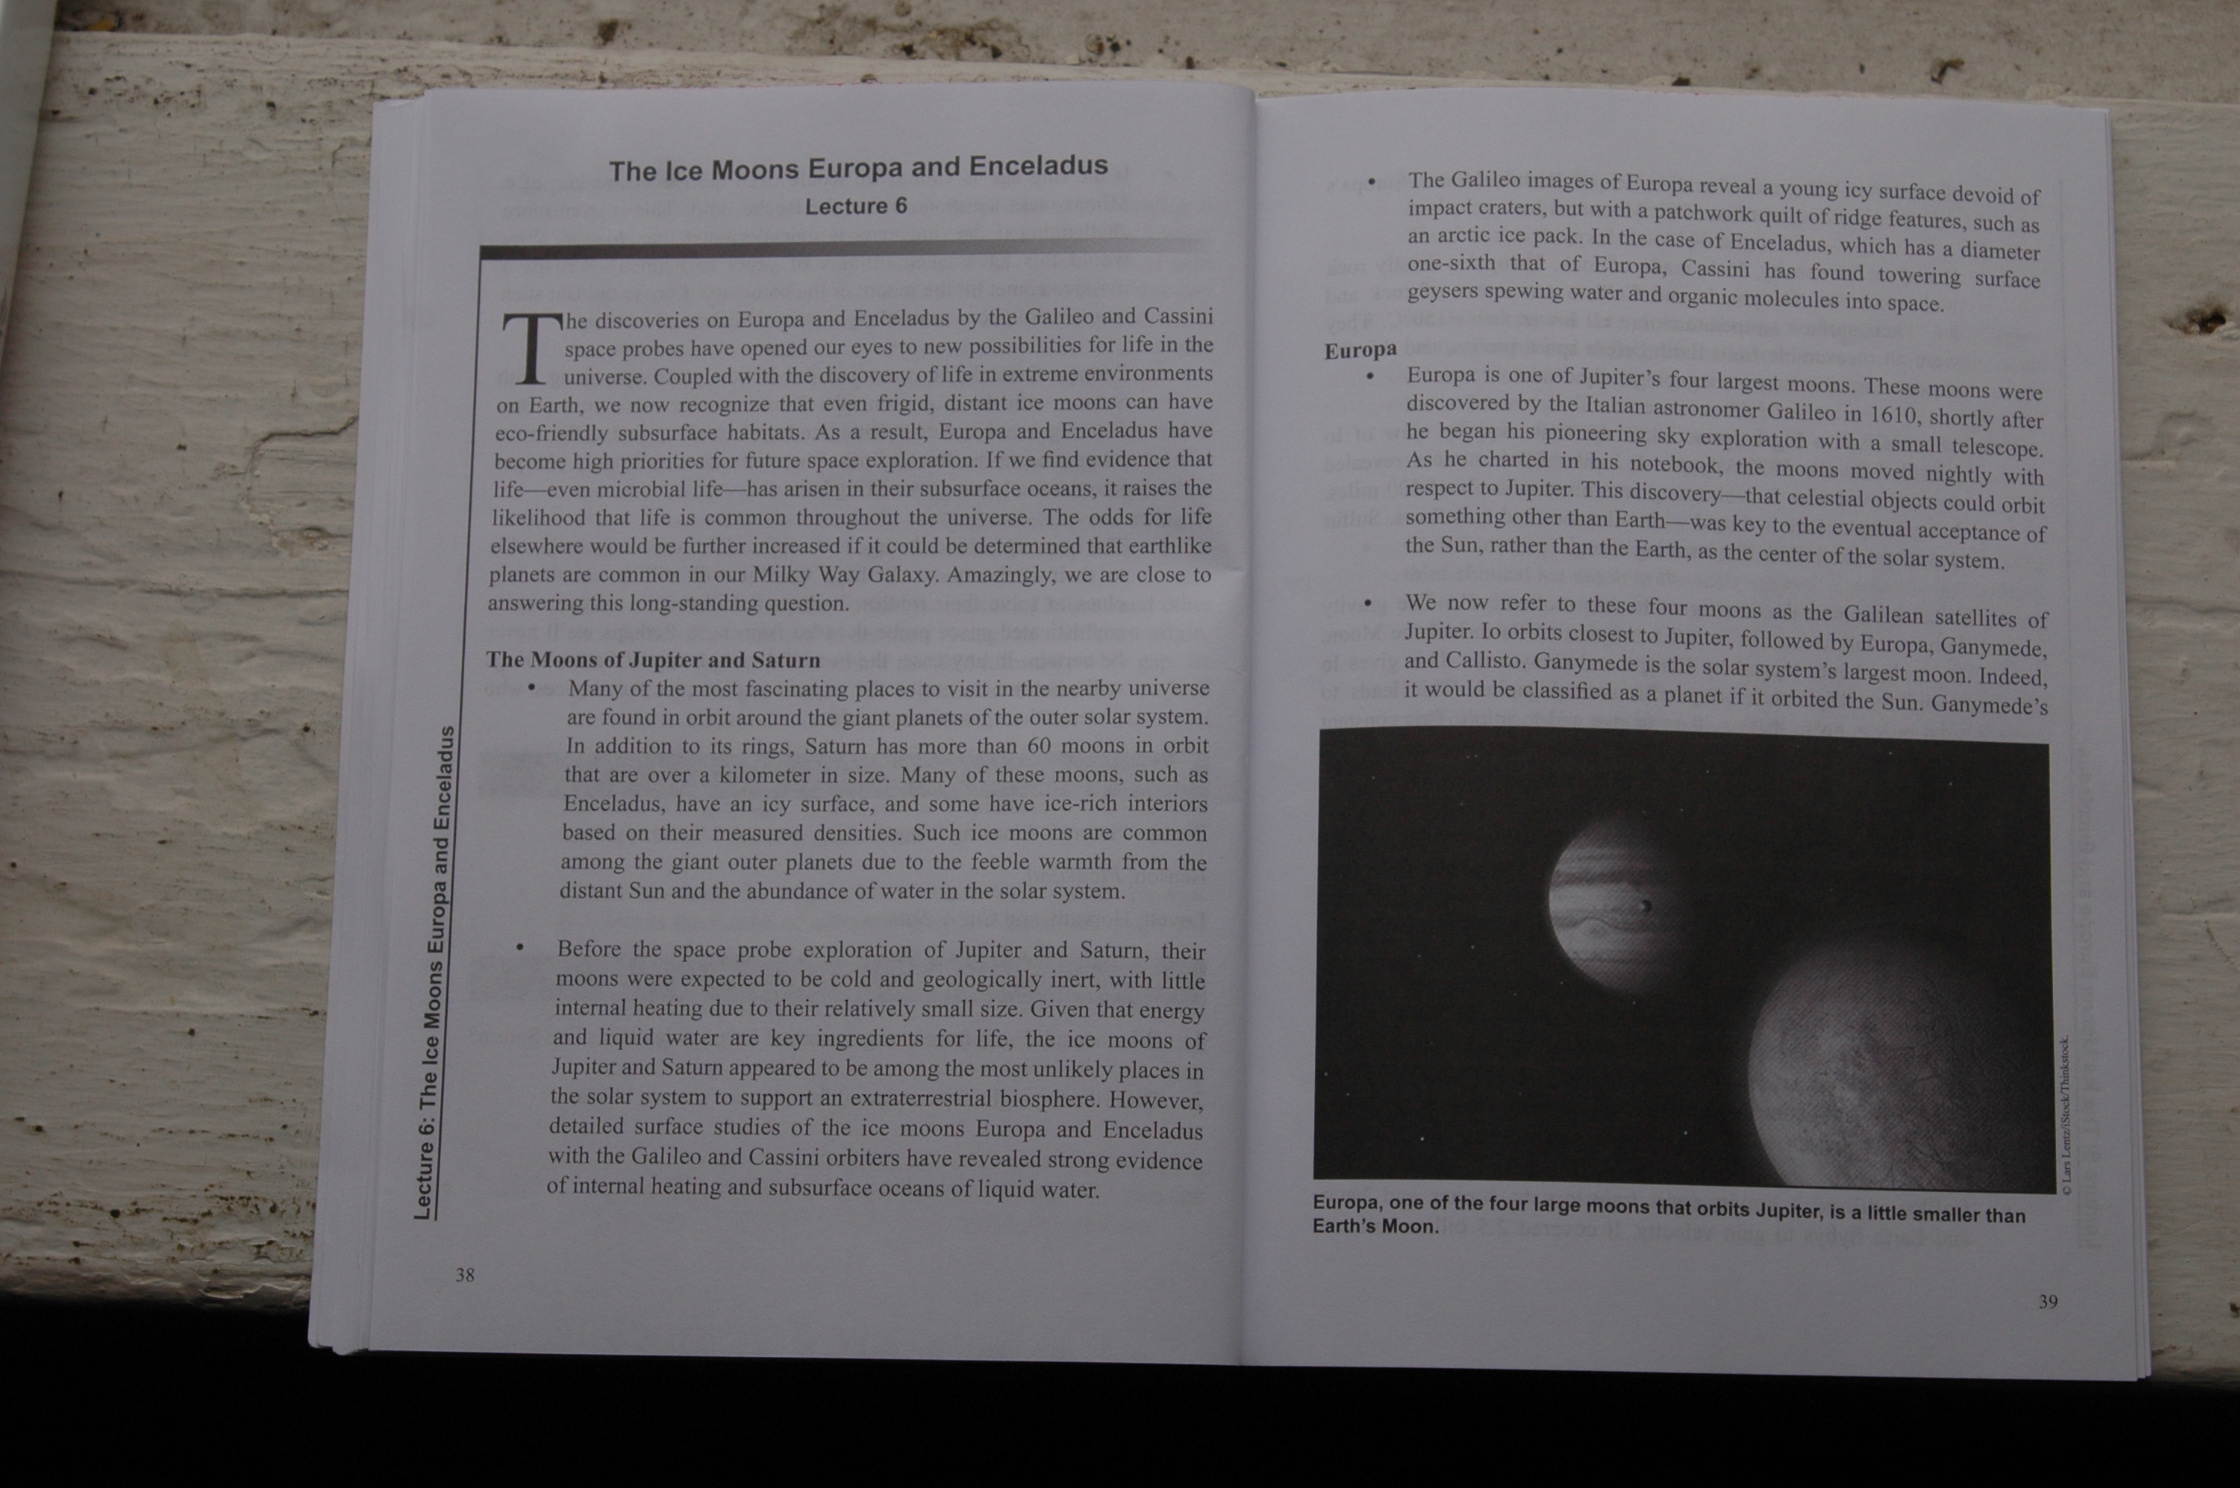 The Ice Moons Europa and Enceladus
Lecture 6
The discoveries on Europa and Enceladus by the Galileo and Cassini
space probes have opened our eyes to new possibilities for life in the
universe. Coupled with the discovery of life in extreme environments
on Earth, we now recognize that even frigid, distant ice moons can have
eco-friendly subsurface habitats. As a result, Europa and Enceladus have
become high priorities for future space exploration. If we find evidence that
life—even microbial life—has arisen in their subsurface oceans, it raises the
likelihood that life is common throughout the universe. The odds for life
elsewhere would be further increased if it could be determined that earthlike
planets are common in our Milky Way Galaxy. Amazingly, we are close to
answering this long-standing question.
The Moons of Jupiter and Saturn
• Many of the most fascinating places to visit in the nearby universe
are found in orbit around the giant planets of the outer solar system.
In addition to its rings, Saturn has more than 60 moons in orbit
that are over a kilometer in size. Many of these moons, such as
Enceladus, have an icy surface, and some have ice-rich interiors
based on their measured densities. Such ice moons are common
among the giant outer planets due to the feeble warmth from the
distant Sun and the abundance of water in the solar system.
• Before the space probe exploration of Jupiter and Saturn, their
moons were expected to be cold and geologically inert, with little
internal heating due to their relatively small size. Given that energy
and liquid water are key ingredients for life, the ice moons of
Jupiter and Saturn appeared to be among the most unlikely places in
the solar system to support an extraterrestrial biosphere. However,
detailed surface studies of the ice moons Europa and Enceladus
with the Galileo and Cassini orbiters have revealed strong evidence
of internal heating and subsurface oceans of liquid water.
Lecture 6: The Ice Moons Europa and Enceladus
38
• The Galileo images of Europa reveal a young icy surface devoid of
impact craters, but with a patchwork quilt of ridge features, such as
an arctic ice pack. In the case of Enceladus, which has a diameter
one-sixth that of Europa, Cassini has found towering surface
geysers spewing water and organic molecules into space.
Europa
• Europa is one of Jupiter's four largest moons. These moons were
discovered by the Italian astronomer Galileo in 1610, shortly after
he began his pioneering sky exploration with a small telescope.
As he charted in his notebook, the moons moved nightly with
respect to Jupiter. This discovery—that celestial objects could orbit
something other than Earth—was key to the eventual acceptance of
the Sun, rather than the Earth, as the center of the solar system.
• We now refer to these four moons as the Galilean satellites of
Jupiter. Io orbits closest to Jupiter, followed by Europa, Ganymede,
and Callisto. Ganymede is the solar system's largest moon. Indeed,
it would be classified as a planet if it orbited the Sun. Ganymede's
© Lars Lentz/iStock/Thinkstock.
Europa, one of the four large moons that orbits Jupiter, is a little smaller than
Earth's Moon.
39